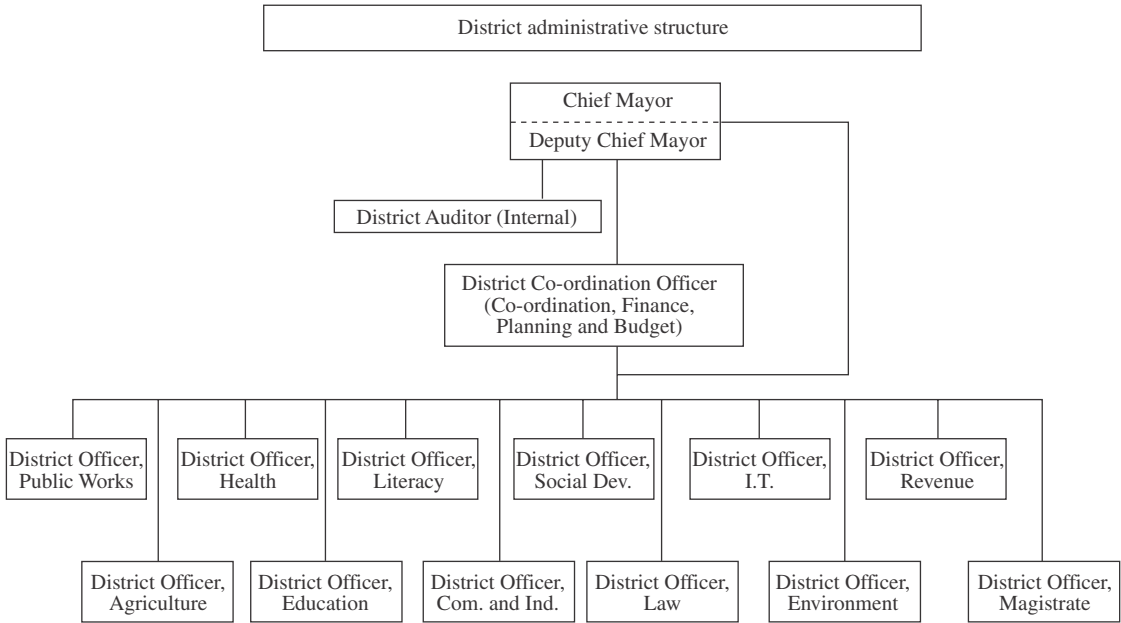 District administrative structure
Chief Mayor
Deputy Chief Mayor
District Auditor (Internal)
District Co-ordination Officer
(Co-ordination, Finance,
Planning and Budget)
District Officer,
Public Works
District Officer,
Health
District Officer,
Literacy
District Officer,
Social Dev.
District Officer,
I.T.
District Officer,
Revenue
District Officer,
Agriculture
District Officer,
Education
District Officer,
Com. and Ind.
District Officer,
Law
District Officer,
Environment
District Officer,
Magistrate